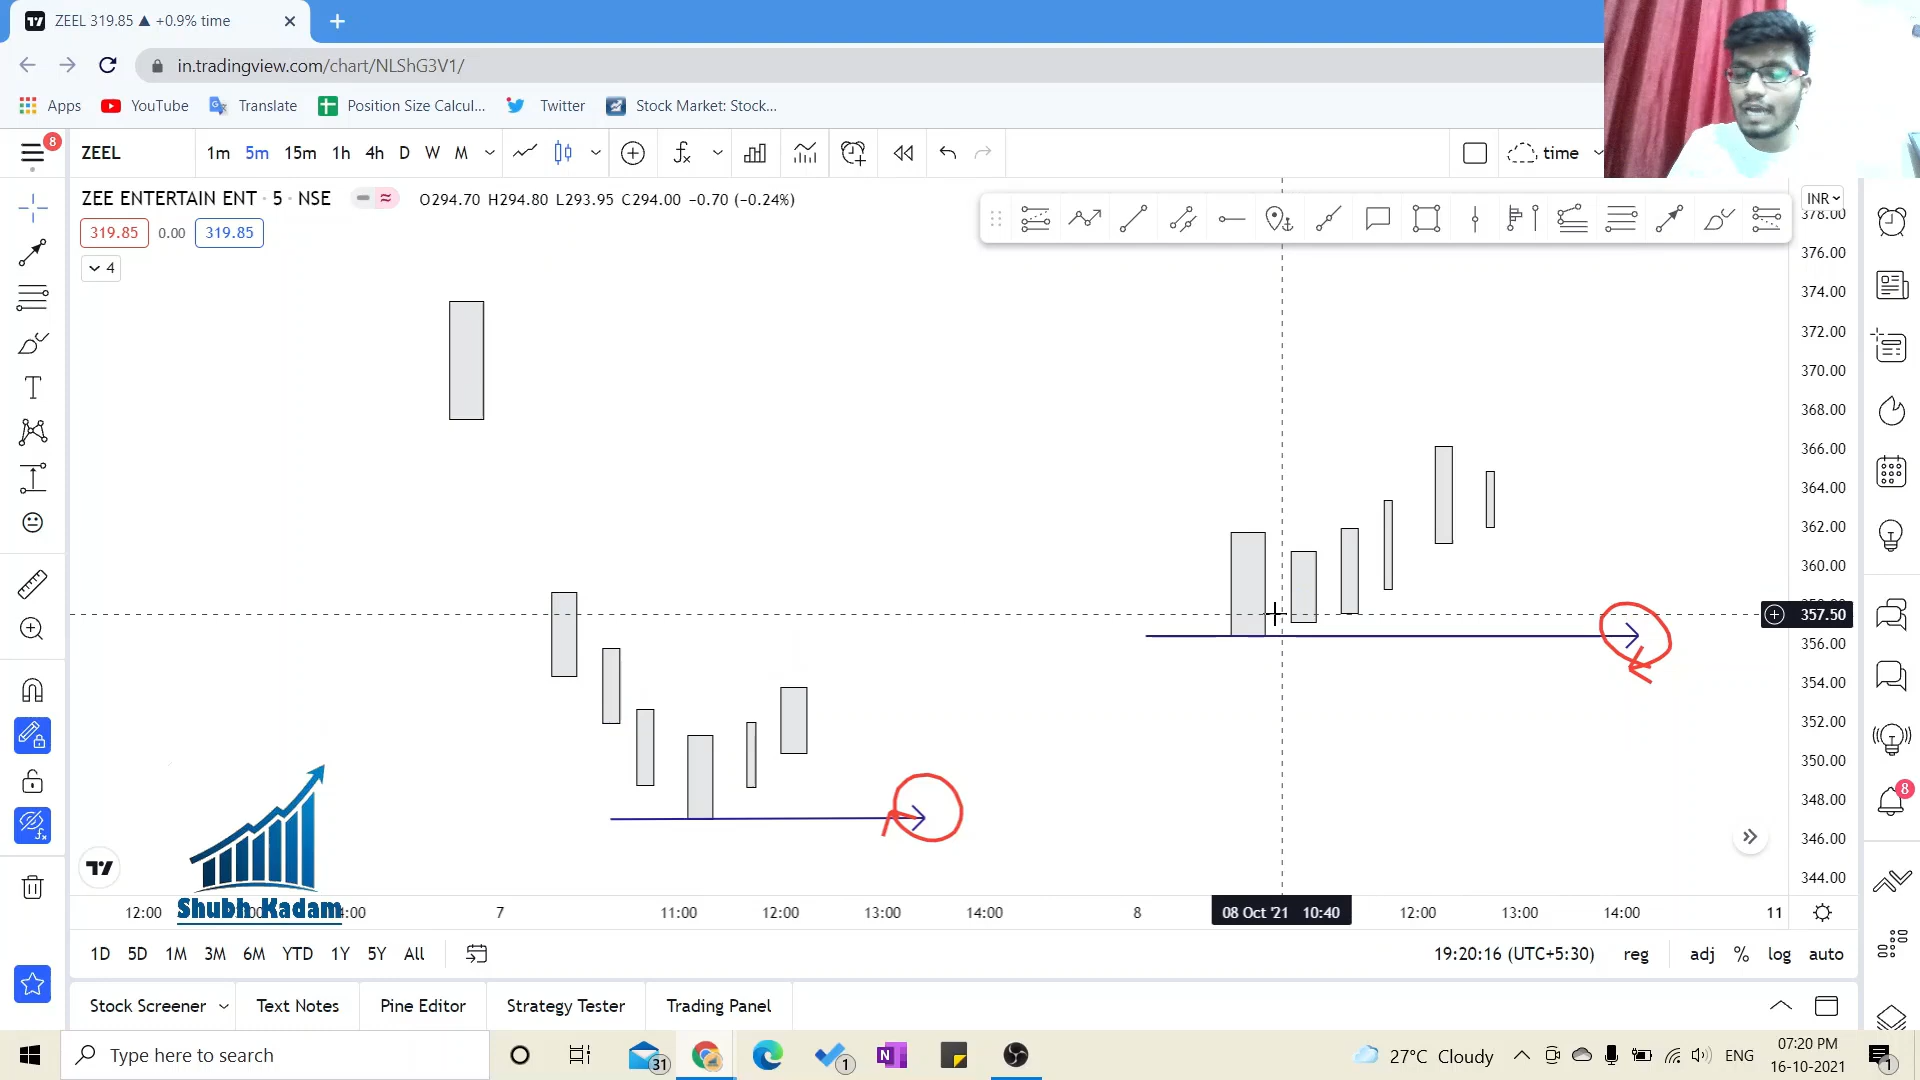 ZEEL 319.85 ▲ +0.9% time
in.tradingview.com/chart/NLShG3V1/
Apps YouTube Translate Position Size Calcul... Twitter Stock Market: Stock...
8
ZEEL 1m 5m 15m 1h 4h D W M time
ZEE ENTERTAIN ENT · 5 · NSE O294.70 H294.80 L293.95 C294.00 −0.70 (−0.24%)
INR
319.85 0.00 319.85
4
378.00
376.00
374.00
372.00
370.00
368.00
366.00
364.00
362.00
360.00
357.50
356.00
354.00
352.00
350.00
348.00
346.00
344.00
8
Shubh Kadam
12:00 7 11:00 12:00 13:00 14:00 8 08 Oct '21 10:40 12:00 13:00 14:00 11
1D 5D 1M 3M 6M YTD 1Y 5Y All 19:20:16 (UTC+5:30) reg adj % log auto
Stock Screener Text Notes Pine Editor Strategy Tester Trading Panel
Type here to search 31 1 27°C Cloudy ENG 07:20 PM
16-10-2021
1